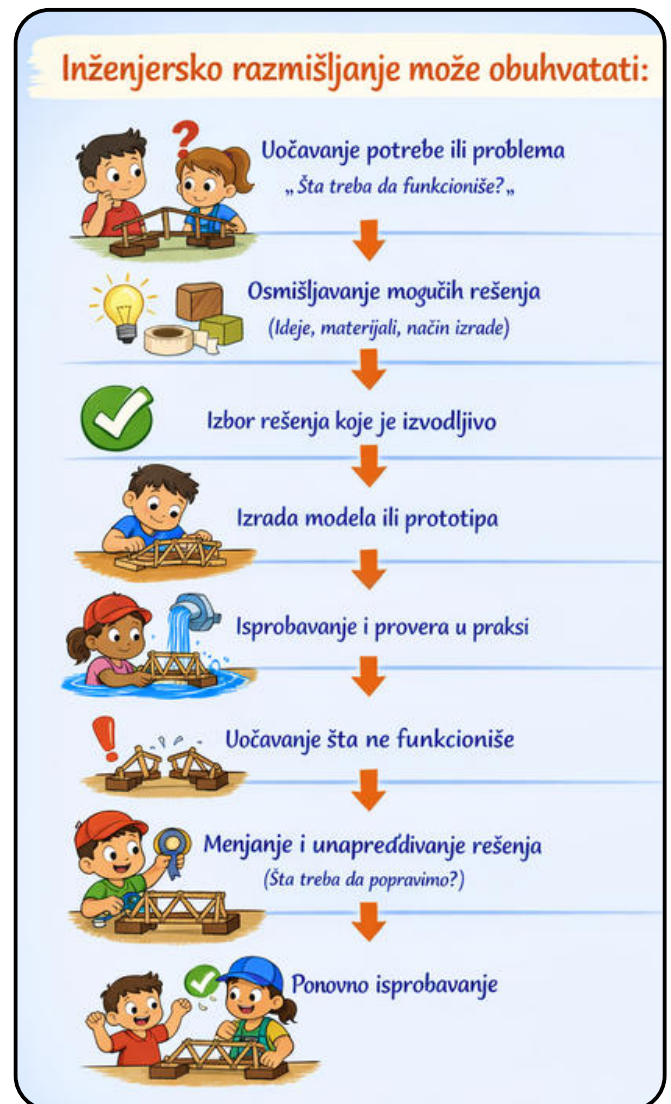 Inženjersko razmišljanje može obuhvatati:
Uočavanje potrebe ili problema
„Šta treba da funkcioniše?„
Osmišljavanje mogučih rešenja
(Ideje, materijali, način izrade)
Izbor rešenja koje je izvodljivo
Izrada modela ili prototipa
Isprobavanje i provera u praksi
Uočavanje šta ne funkcioniše
Menjanje i unapređdivanje rešenja
(Šta treba da popravimo?)
Ponovno isprobavanje